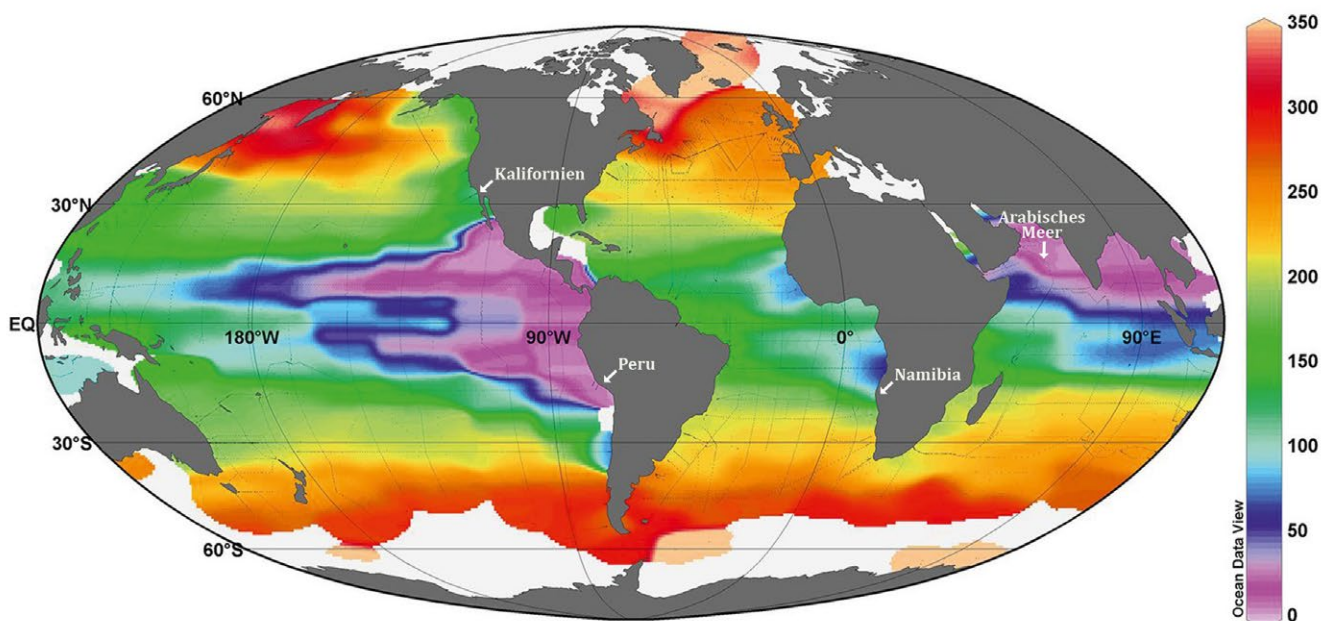 350
60°N
300
Kalifornien
30°N
250
Arabisches
Meer
200
EQ
180°W
90°W
0°
90°E
150
Peru
Namibia
100
30°S
50
60°S
0
Ocean Data View